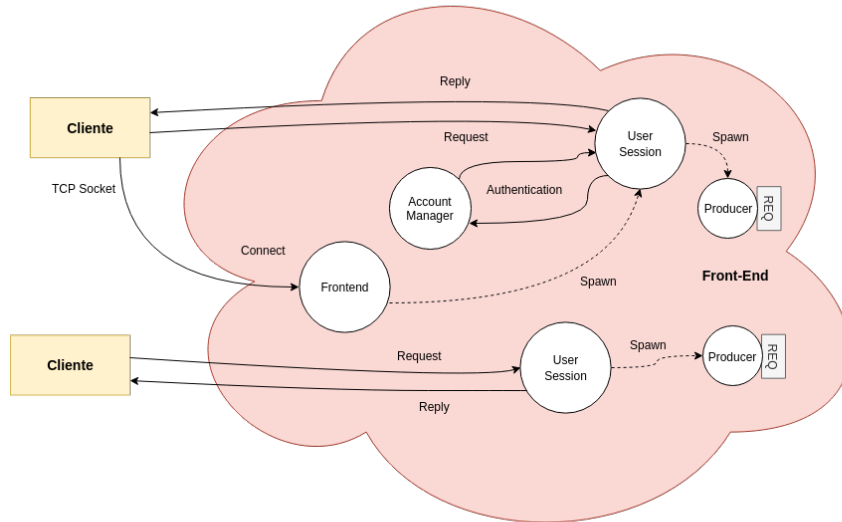 Reply
Cliente
Request
User
Session
Spawn
TCP Socket
Authentication
Account
Manager
Producer
REQ
Connect
Frontend
Spawn
Front-End
Cliente
Request
User
Session
Spawn
Producer
REQ
Reply